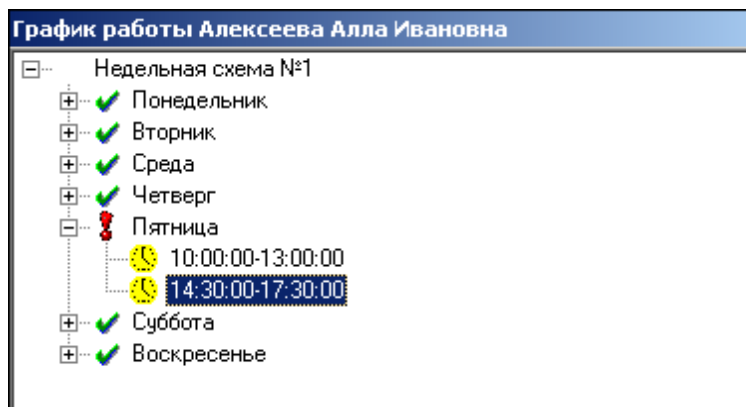 График работы Алексеева Алла Ивановна
Недельная схема №1
Понедельник
Вторник
Среда
Четверг
Пятница
10:00:00-13:00:00
14:30:00-17:30:00
Суббота
Воскресенье